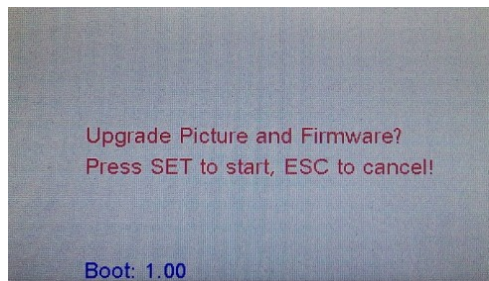 Upgrade Picture and Firmware?
Press SET to start, ESC to cancel!
Boot: 1.00